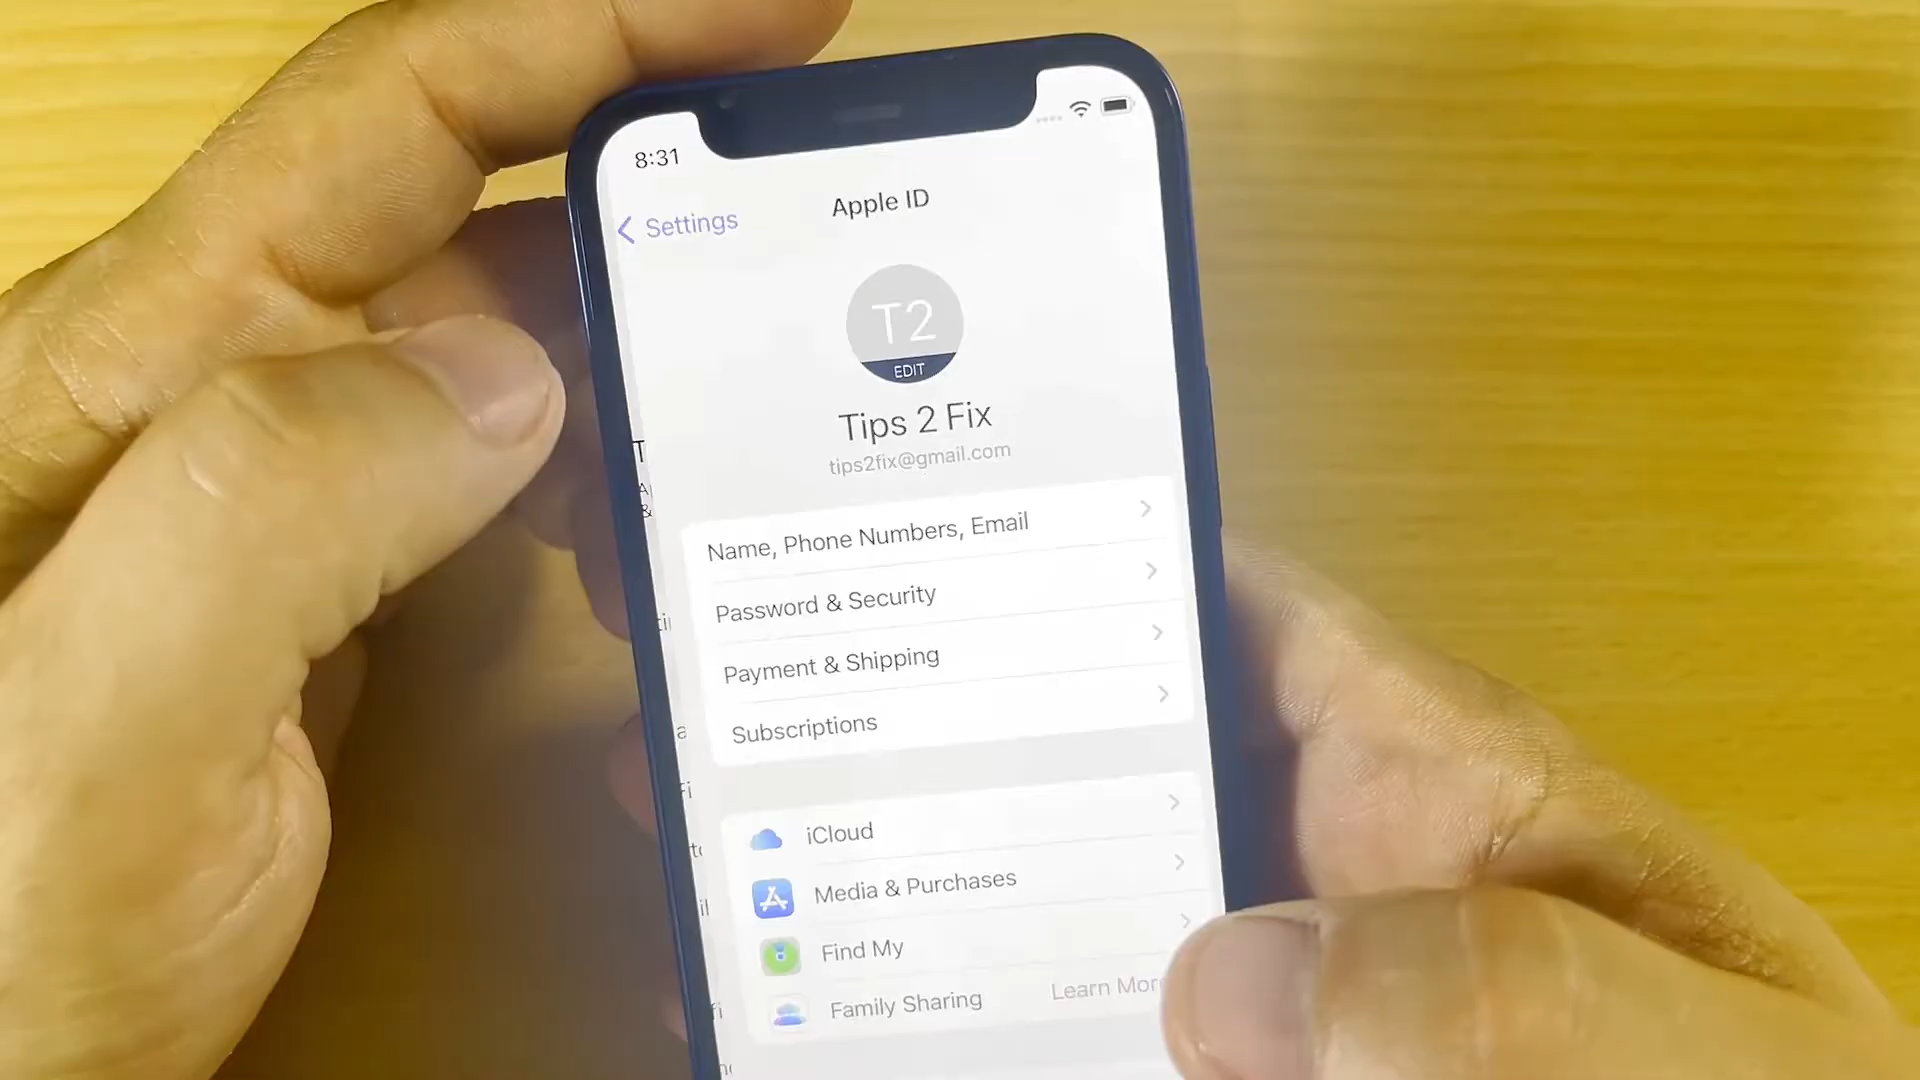 8:31
Settings
Apple ID
T2
EDIT
Tips 2 Fix
tips2fix@gmail.com
Name, Phone Numbers, Email
Password & Security
Payment & Shipping
Subscriptions
iCloud
Media & Purchases
Find My
Family Sharing
Learn